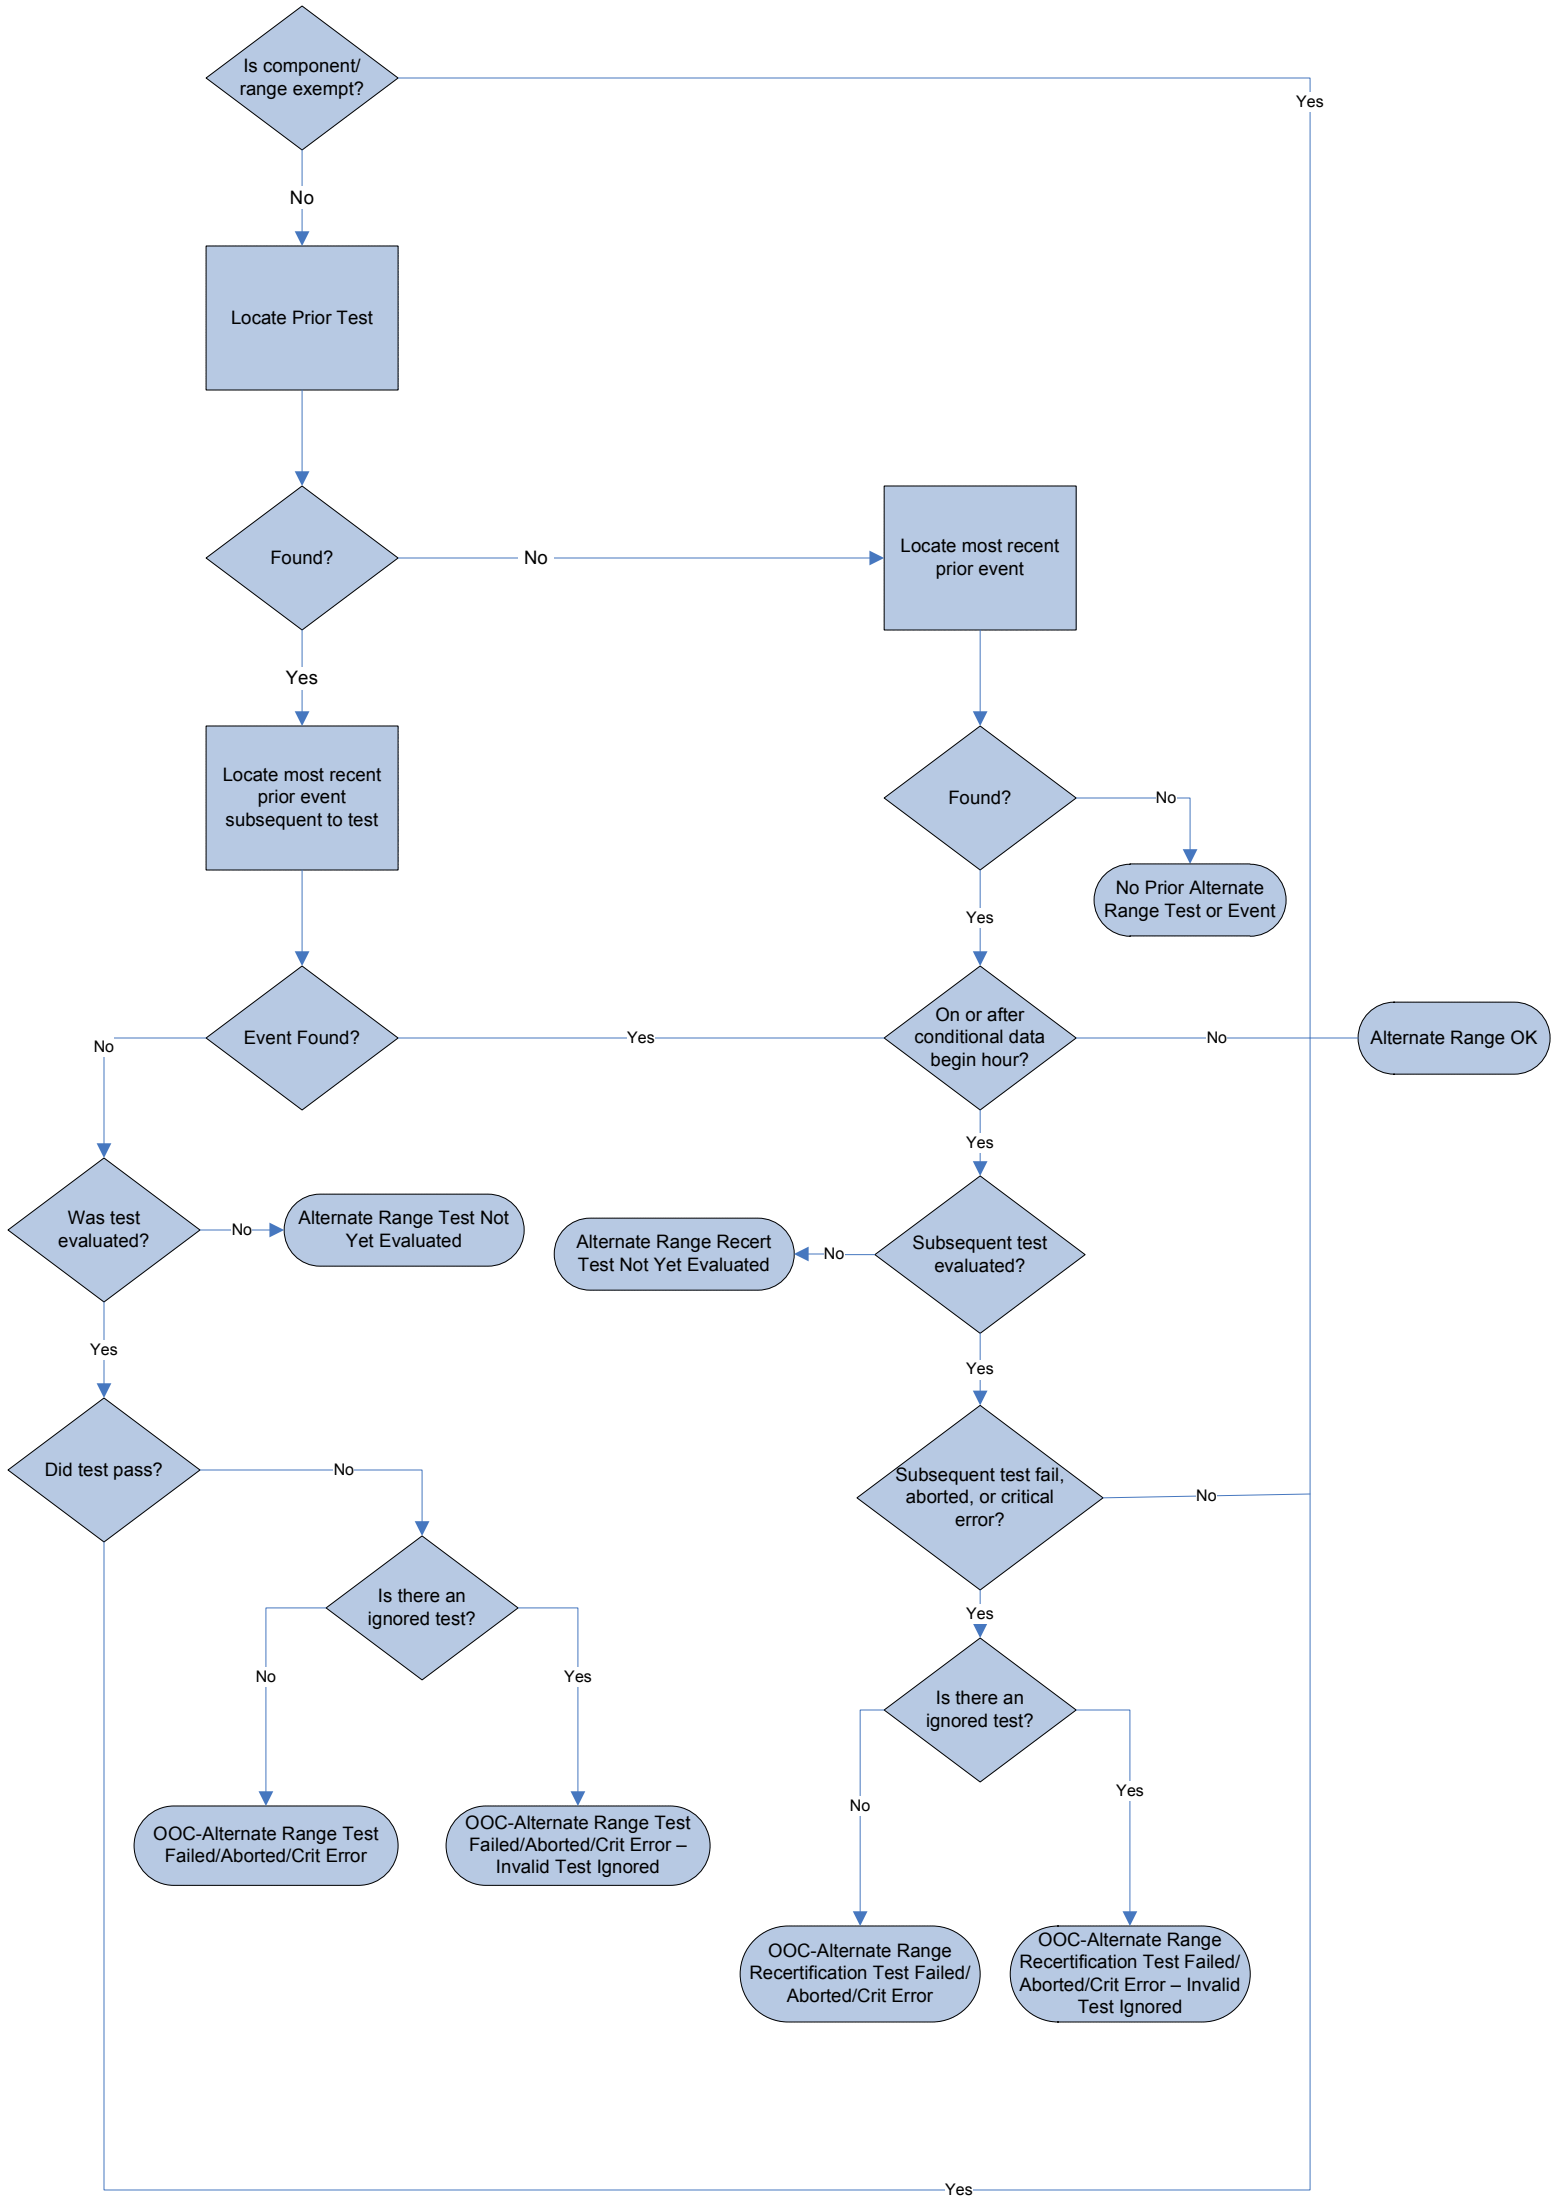 Is component/
range exempt?
Yes
No
Locate Prior Test
Found?
No
Locate most recent
prior event
Yes
Locate most recent
prior event
subsequent to test
Found?
No
No Prior Alternate
Range Test or Event
Yes
Event Found?
Yes
On or after
conditional data
begin hour?
No
Alternate Range OK
No
Yes
Was test
evaluated?
No
Alternate Range Test Not
Yet Evaluated
Alternate Range Recert
Test Not Yet Evaluated
No
Subsequent test
evaluated?
Yes
Yes
Did test pass?
No
Subsequent test fail,
aborted, or critical
error?
No
Is there an
ignored test?
Yes
No
Yes
Is there an
ignored test?
No
Yes
OOC-Alternate Range Test
Failed/Aborted/Crit Error
OOC-Alternate Range Test
Failed/Aborted/Crit Error –
Invalid Test Ignored
OOC-Alternate Range
Recertification Test Failed/
Aborted/Crit Error
OOC-Alternate Range
Recertification Test Failed/
Aborted/Crit Error – Invalid
Test Ignored
Yes